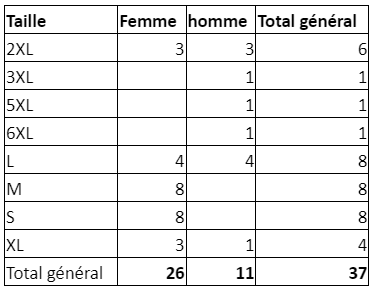 Taille Femme homme Total général
2XL 3 3 6
3XL 1 1
5XL 1 1
6XL 1 1
L 4 4 8
M 8 8
S 8 8
XL 3 1 4
Total général 26 11 37